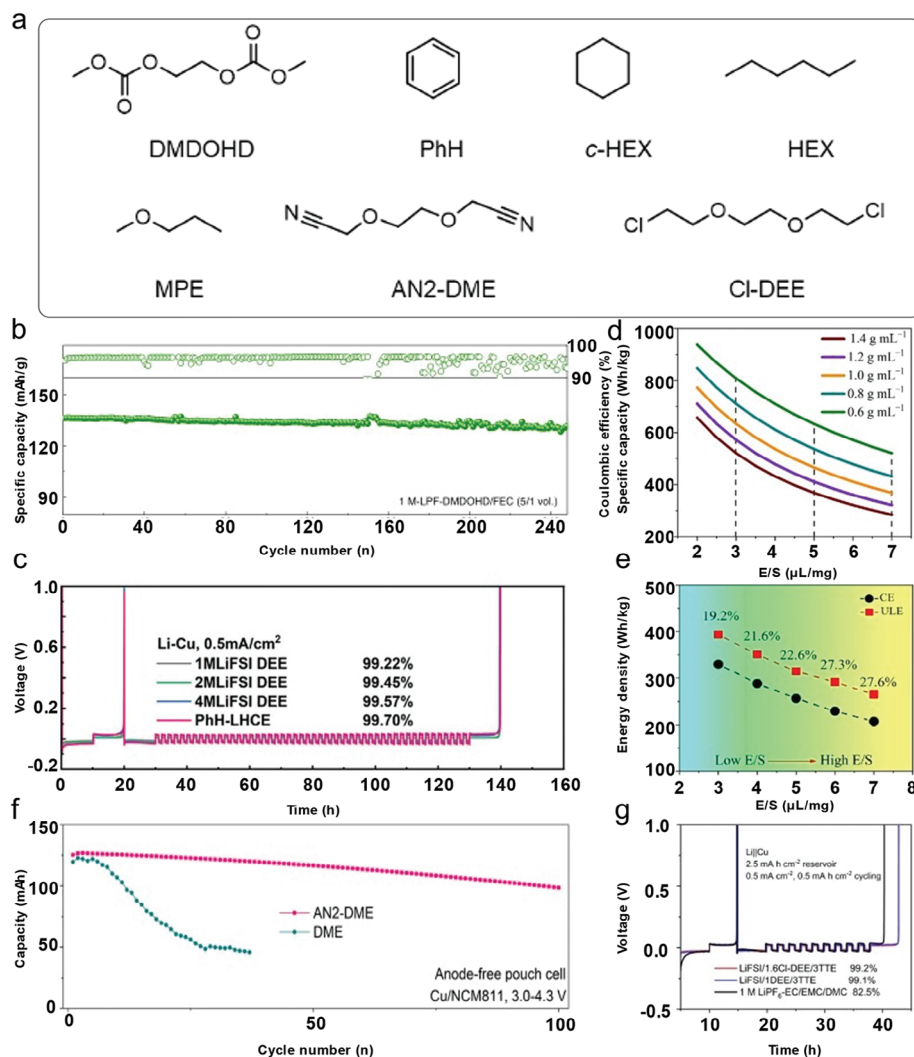 a
O
O
O
O
O
O
DMDOHD
PhH
c-HEX
HEX
O
MPE
N
O
O
N
AN2-DME
Cl
O
O
Cl
Cl-DEE
b
Specific capacity (mAh/g)
150
130
110
90
100
90
Coulombic efficiency (%)
1 M-LPF-DMDOHD/FEC (5/1 vol.)
0 40 80 120 160 200 240
Cycle number (n)
c
Voltage (V)
1.0
0.6
0.2
-0.2
Li-Cu, 0.5mA/cm²
1MLiFSI DEE 99.22%
2MLiFSI DEE 99.45%
4MLiFSI DEE 99.57%
PhH-LHCE 99.70%
0 20 40 60 80 100 120 140 160
Time (h)
d
Specific capacity (Wh/kg)
1000
800
600
400
200
1.4 g mL⁻¹
1.2 g mL⁻¹
1.0 g mL⁻¹
0.8 g mL⁻¹
0.6 g mL⁻¹
2 3 4 5 6 7
E/S (μL/mg)
e
Energy density (Wh/kg)
500
400
300
200
100
CE
ULE
19.2%
21.6%
22.6%
27.3%
27.6%
Low E/S
High E/S
2 3 4 5 6 7 8
E/S (μL/mg)
f
Capacity (mAh)
150
100
50
0
AN2-DME
DME
Anode-free pouch cell
Cu/NCM811, 3.0-4.3 V
0 50 100
Cycle number (n)
g
Voltage (V)
1.0
0.5
0.0
-0.5
Li||Cu
2.5 mA h cm⁻² reservoir
0.5 mA cm⁻², 0.5 mA h cm⁻² cycling
LiFSI/1.6Cl-DEE/3TTE 99.2%
LiFSI/1DEE/3TTE 99.1%
1 M LiPF₆-EC/EMC/DMC 82.5%
10 20 30 40
Time (h)